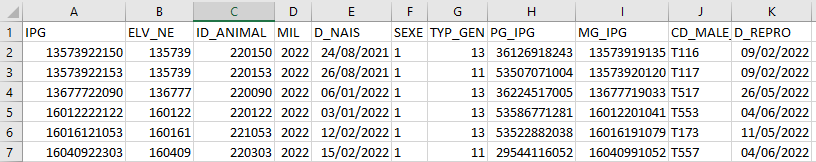 A B C D E F G H I J K
1 IPG ELV_NE ID_ANIMAL MIL D_NAIS SEXE TYP_GEN PG_IPG MG_IPG CD_MALE_ D_REPRO
2 13573922150 135739 220150 2022 24/08/2021 1 13 36126918243 13573919135 T116 09/02/2022
3 13573922153 135739 220153 2022 26/08/2021 1 11 53507071004 13573920120 T117 09/02/2022
4 13677722090 136777 220090 2022 06/01/2022 1 13 36224517005 13677719033 T517 26/05/2022
5 16012222122 160122 220122 2022 03/01/2022 1 13 53586771281 16012201041 T553 04/06/2022
6 16016121053 160161 221053 2022 12/02/2022 1 13 53522882038 16016191079 T173 11/05/2022
7 16040922303 160409 220303 2022 15/02/2022 1 11 29544116052 16040991052 T557 04/06/2022